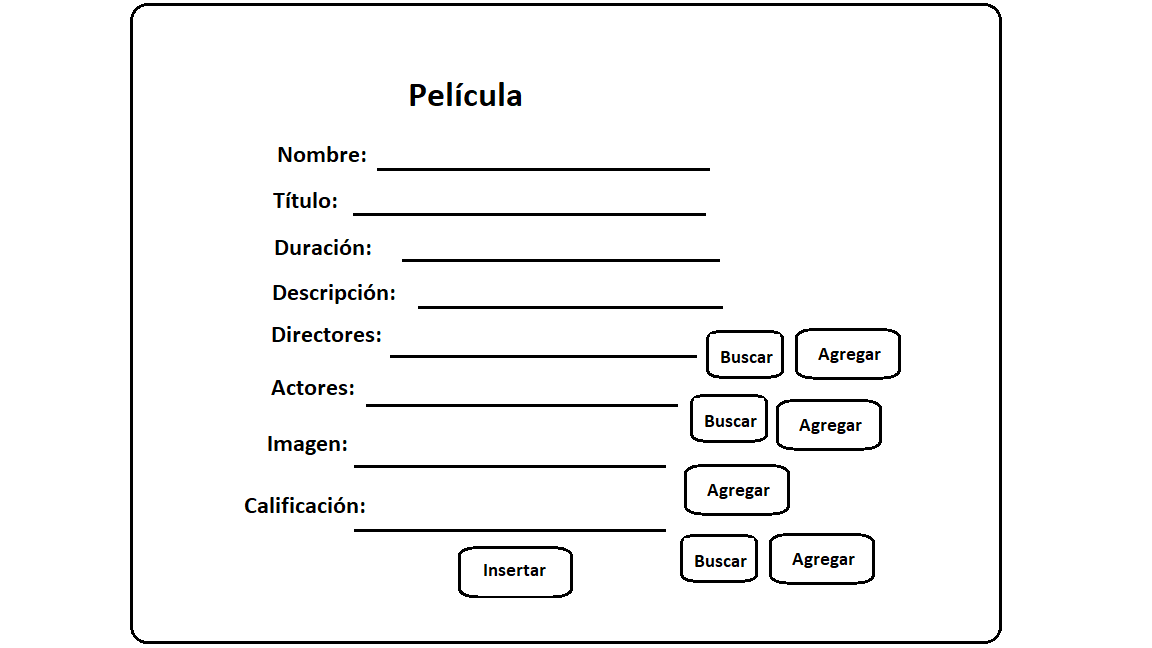 Película
Nombre:
Título:
Duración:
Descripción:
Directores:
Buscar
Agregar
Actores:
Buscar
Agregar
Imagen:
Agregar
Calificación:
Buscar
Agregar
Insertar